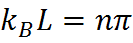 k_B L = nπ